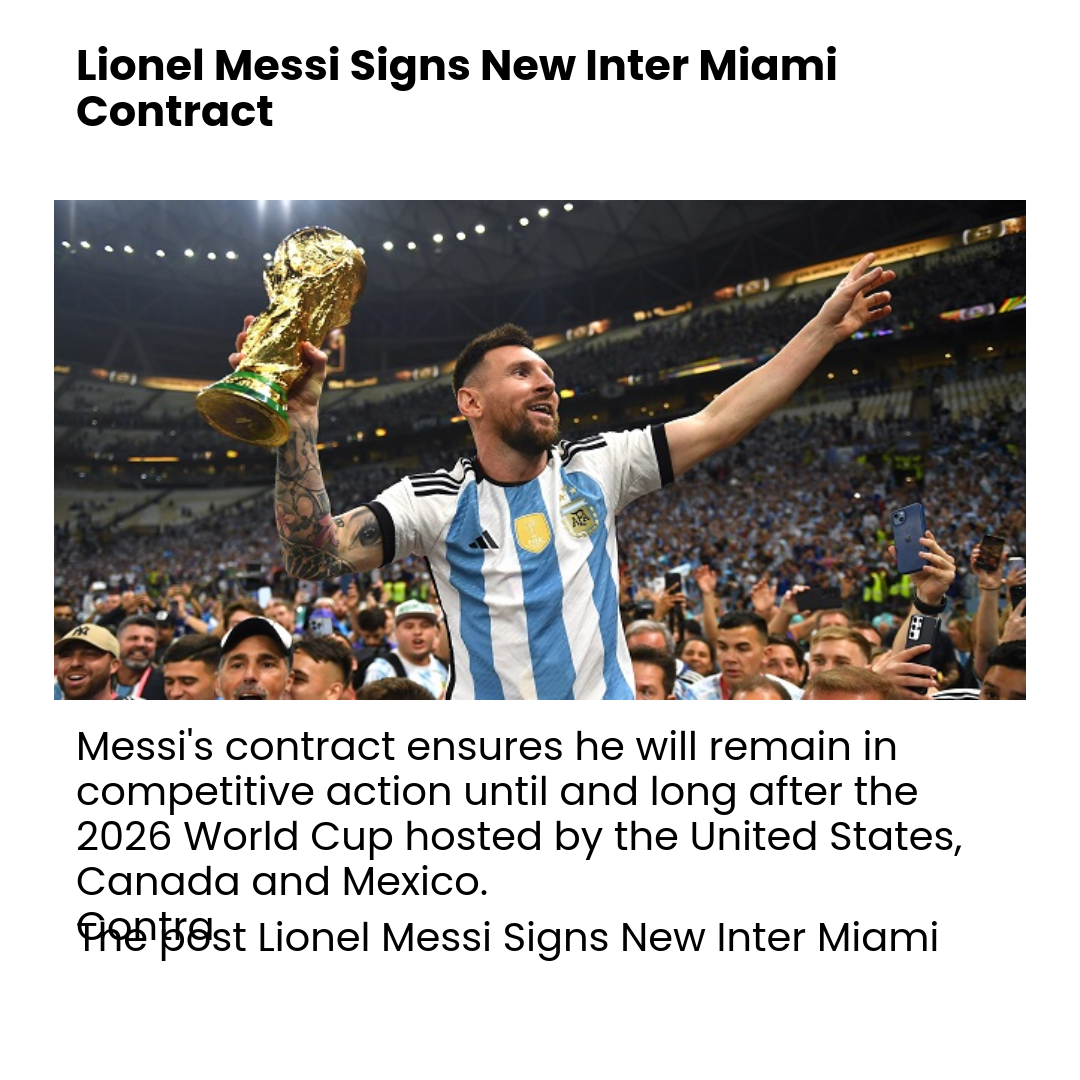 Lionel Messi Signs New Inter Miami
Contract
Messi's contract ensures he will remain in
competitive action until and long after the
2026 World Cup hosted by the United States,
Canada and Mexico.
Contra
The post Lionel Messi Signs New Inter Miami